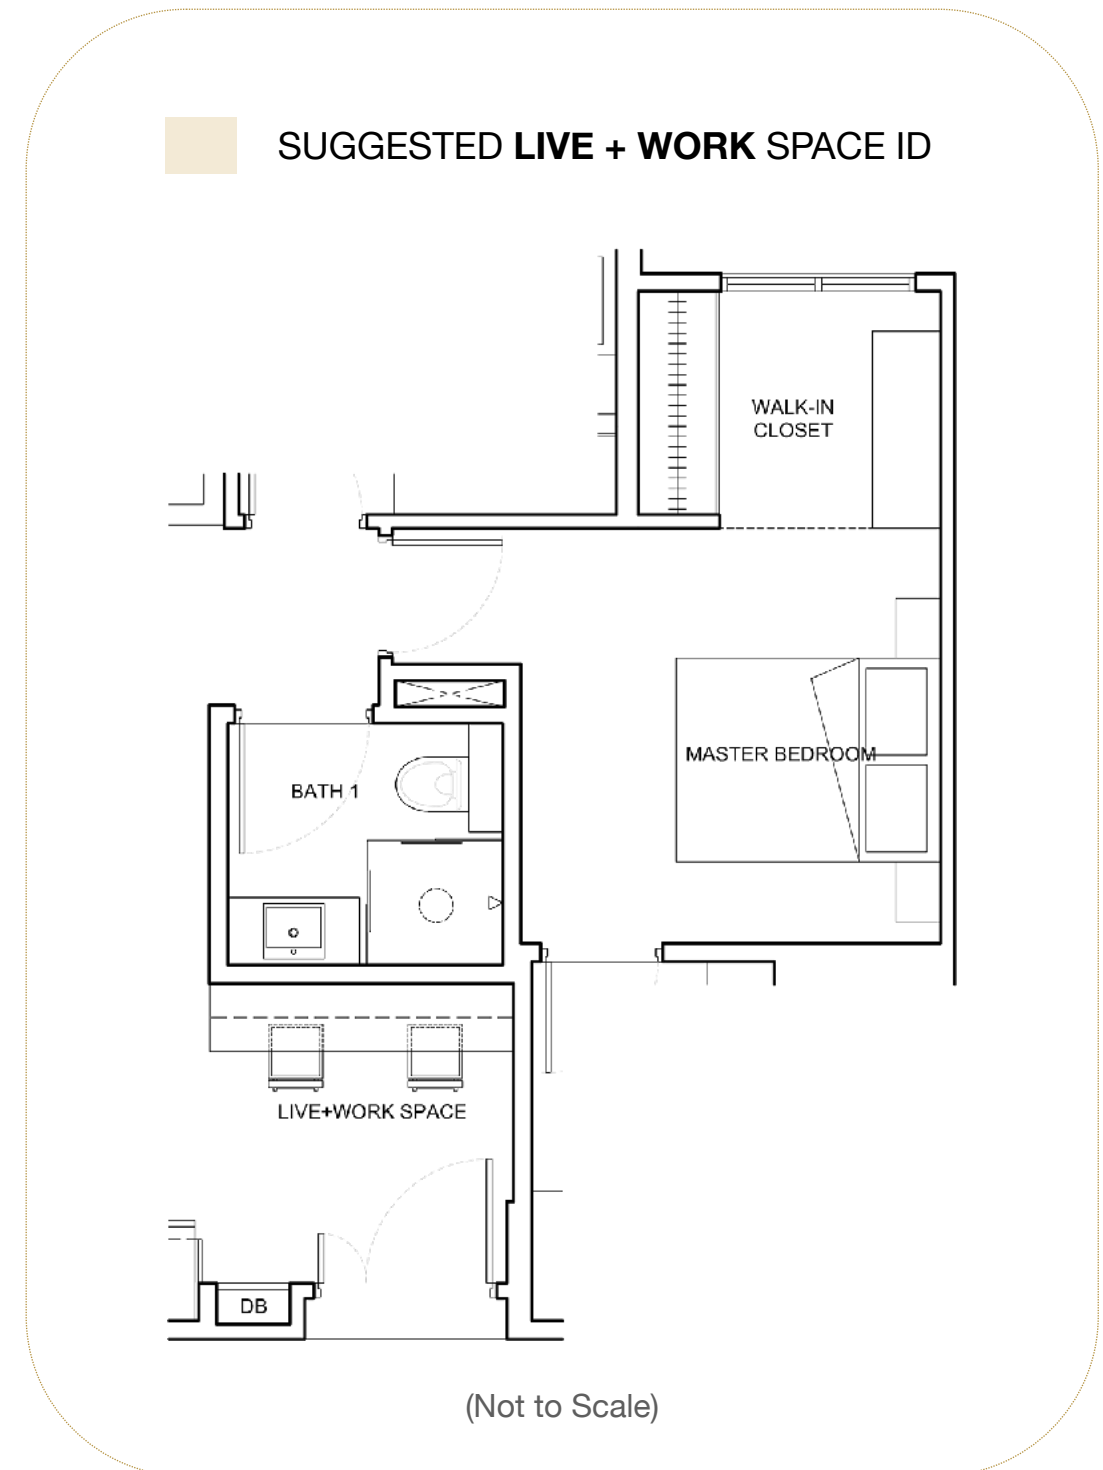 SUGGESTED LIVE + WORK SPACE ID
WALK-IN
CLOSET
MASTER BEDROOM
BATH 1
LIVE+WORK SPACE
DB
(Not to Scale)